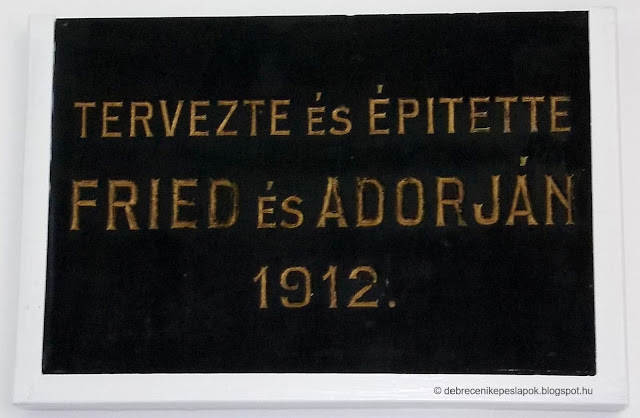 TERVEZTE ÉS ÉPITETTE
FRIED ÉS ADORJÁN
1912.
© debrecenikepeslapok.blogspot.hu